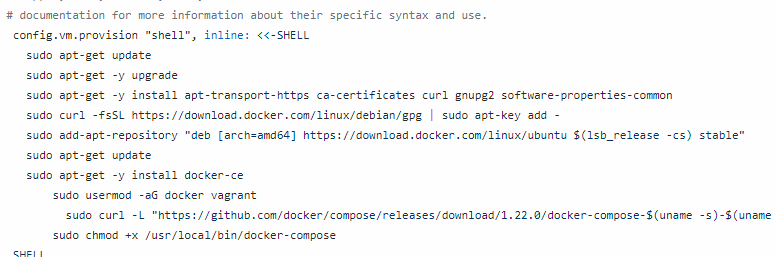 # documentation for more information about their specific syntax and use.
config.vm.provision "shell", inline: <<-SHELL
sudo apt-get update
sudo apt-get -y upgrade
sudo apt-get -y install apt-transport-https ca-certificates curl gnupg2 software-properties-common
sudo curl -fsSL https://download.docker.com/linux/debian/gpg | sudo apt-key add -
sudo add-apt-repository "deb [arch=amd64] https://download.docker.com/linux/ubuntu $(lsb_release -cs) stable"
sudo apt-get update
sudo apt-get -y install docker-ce
sudo usermod -aG docker vagrant
sudo curl -L "https://github.com/docker/compose/releases/download/1.22.0/docker-compose-$(uname -s)-$(uname
sudo chmod +x /usr/local/bin/docker-compose
SHELL